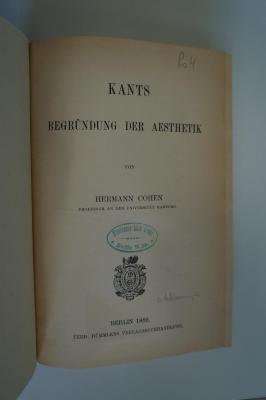 KANTS
BEGRÜNDUNG DER AESTHETIK
VON
HERMANN COHEN
PROFESSOR AN DER UNIVERSITÄT MARBURG.
BERLIN 1889.
FERD. DÜMMLERS VERLAGSBUCHHANDLUNG.